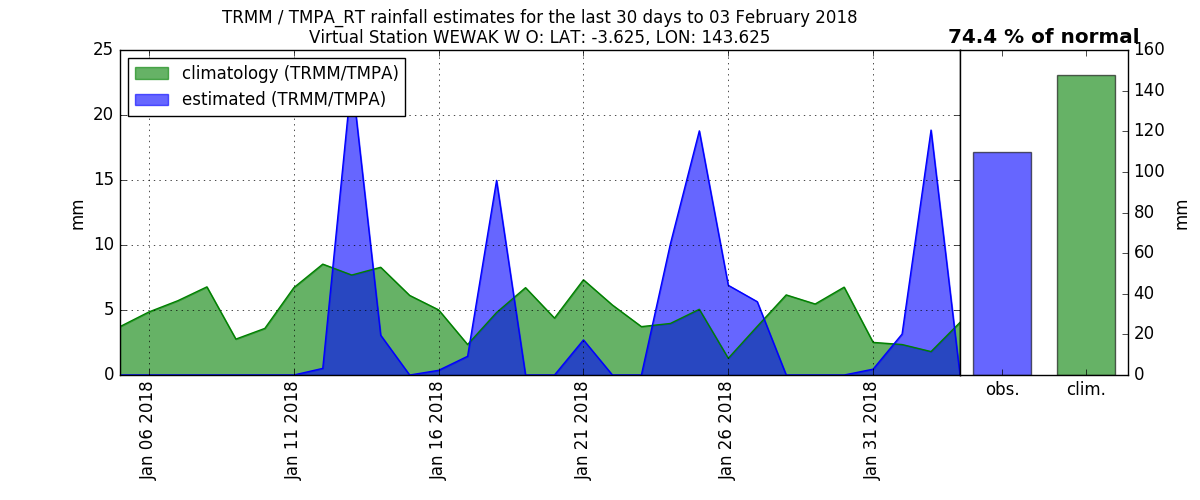 TRMM / TMPA_RT rainfall estimates for the last 30 days to 03 February 2018
Virtual Station WEWAK W O: LAT: -3.625, LON: 143.625
74.4 % of normal
climatology (TRMM/TMPA)
estimated (TRMM/TMPA)
25
20
15
10
5
0
mm
Jan 06 2018
Jan 11 2018
Jan 16 2018
Jan 21 2018
Jan 26 2018
Jan 31 2018
obs.
clim.
160
140
120
100
80
60
40
20
0
mm